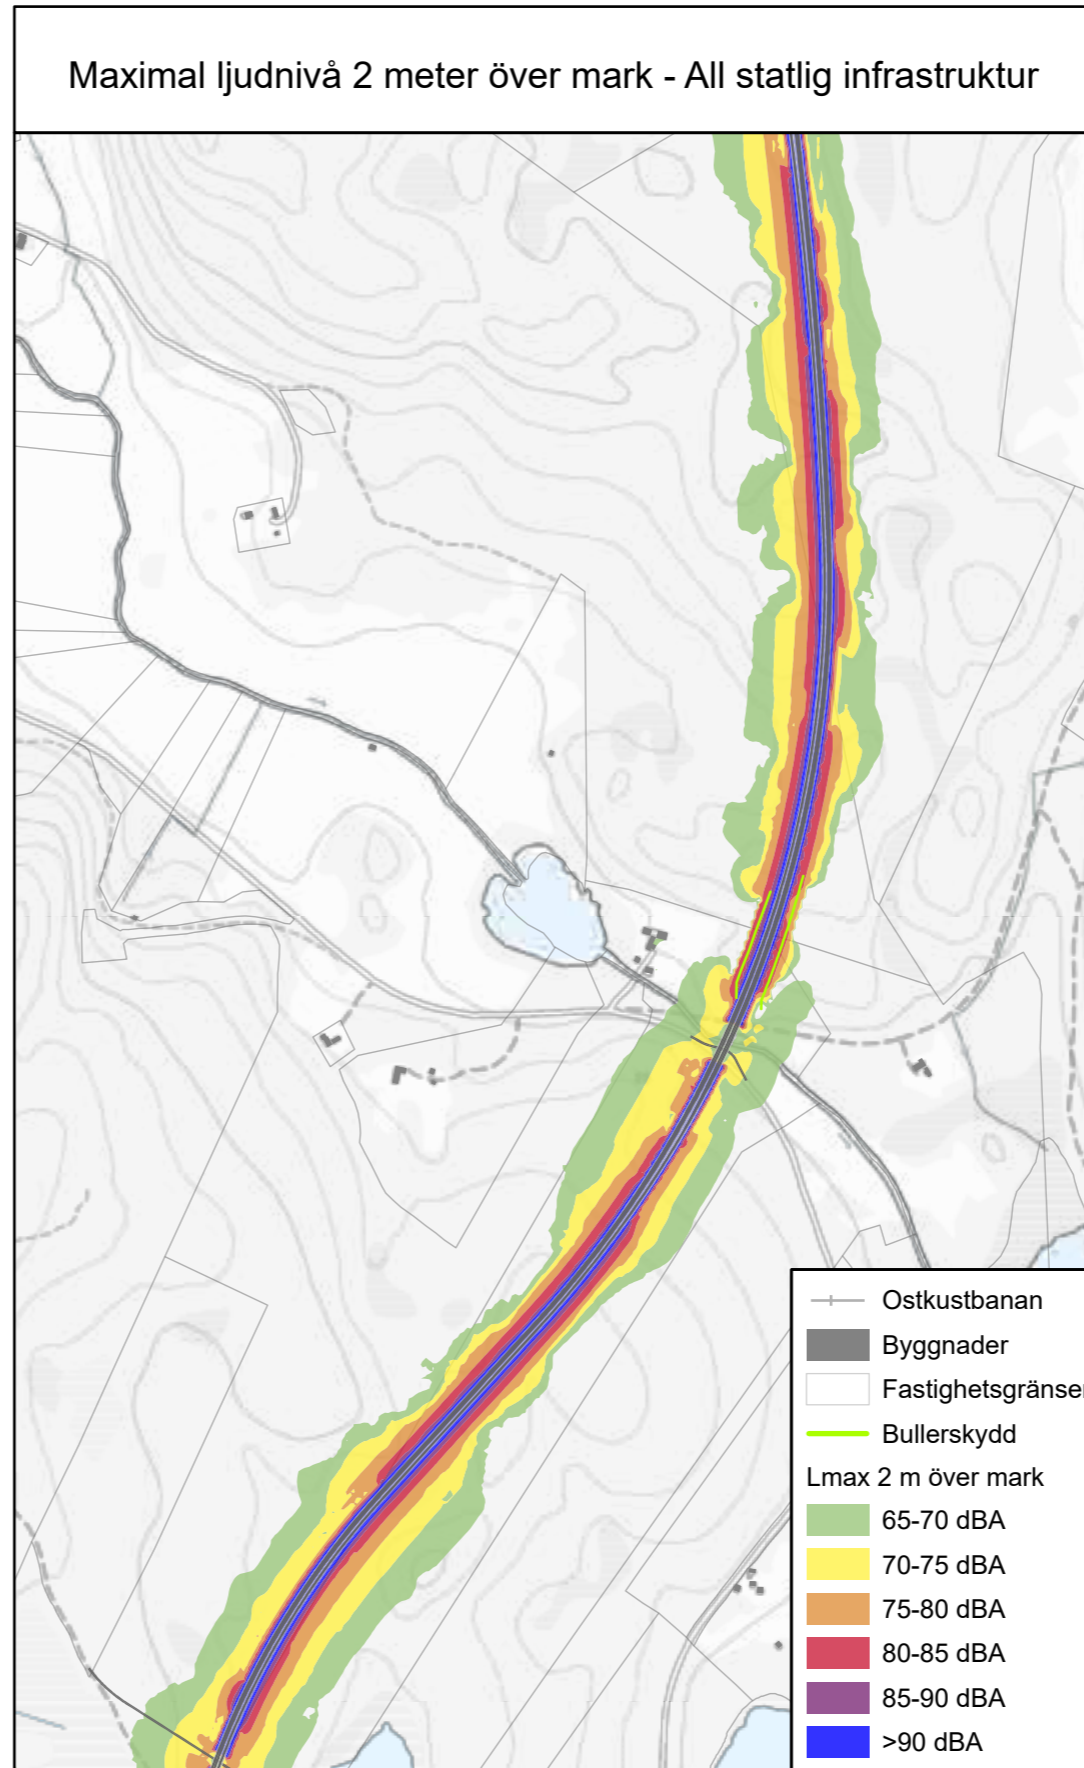 Maximal ljudnivå 2 meter över mark - All statlig infrastruktur
Ostkustbanan
Byggnader
Fastighetsgränser
Bullerskydd
Lmax 2 m över mark
65-70 dBA
70-75 dBA
75-80 dBA
80-85 dBA
85-90 dBA
>90 dBA